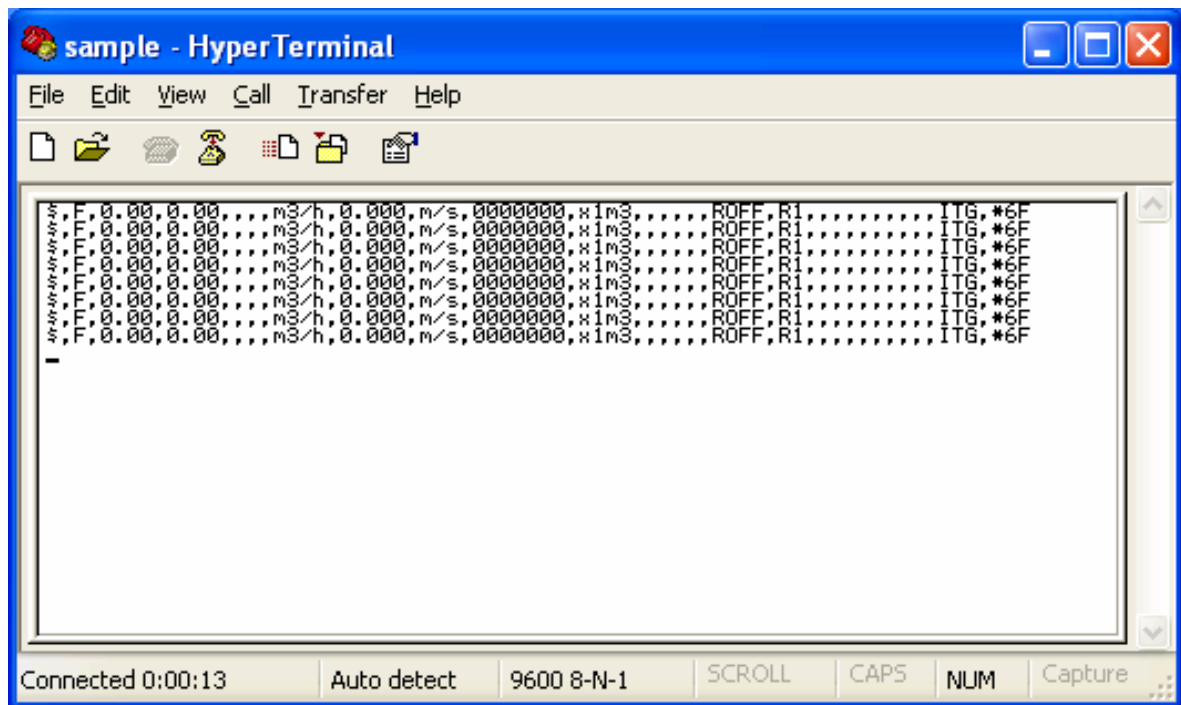 sample - HyperTerminal
File Edit View Call Transfer Help
$,F,0.00,0.00,,,,m3/h,0.000,m/s,0000000,x1m3,,,,,,ROFF,R1,,,,,,,,,,ITG,*6F
$,F,0.00,0.00,,,,m3/h,0.000,m/s,0000000,x1m3,,,,,,ROFF,R1,,,,,,,,,,ITG,*6F
$,F,0.00,0.00,,,,m3/h,0.000,m/s,0000000,x1m3,,,,,,ROFF,R1,,,,,,,,,,ITG,*6F
$,F,0.00,0.00,,,,m3/h,0.000,m/s,0000000,x1m3,,,,,,ROFF,R1,,,,,,,,,,ITG,*6F
$,F,0.00,0.00,,,,m3/h,0.000,m/s,0000000,x1m3,,,,,,ROFF,R1,,,,,,,,,,ITG,*6F
$,F,0.00,0.00,,,,m3/h,0.000,m/s,0000000,x1m3,,,,,,ROFF,R1,,,,,,,,,,ITG,*6F
$,F,0.00,0.00,,,,m3/h,0.000,m/s,0000000,x1m3,,,,,,ROFF,R1,,,,,,,,,,ITG,*6F
$,F,0.00,0.00,,,,m3/h,0.000,m/s,0000000,x1m3,,,,,,ROFF,R1,,,,,,,,,,ITG,*6F
Connected 0:00:13 Auto detect 9600 8-N-1 SCROLL CAPS NUM Capture